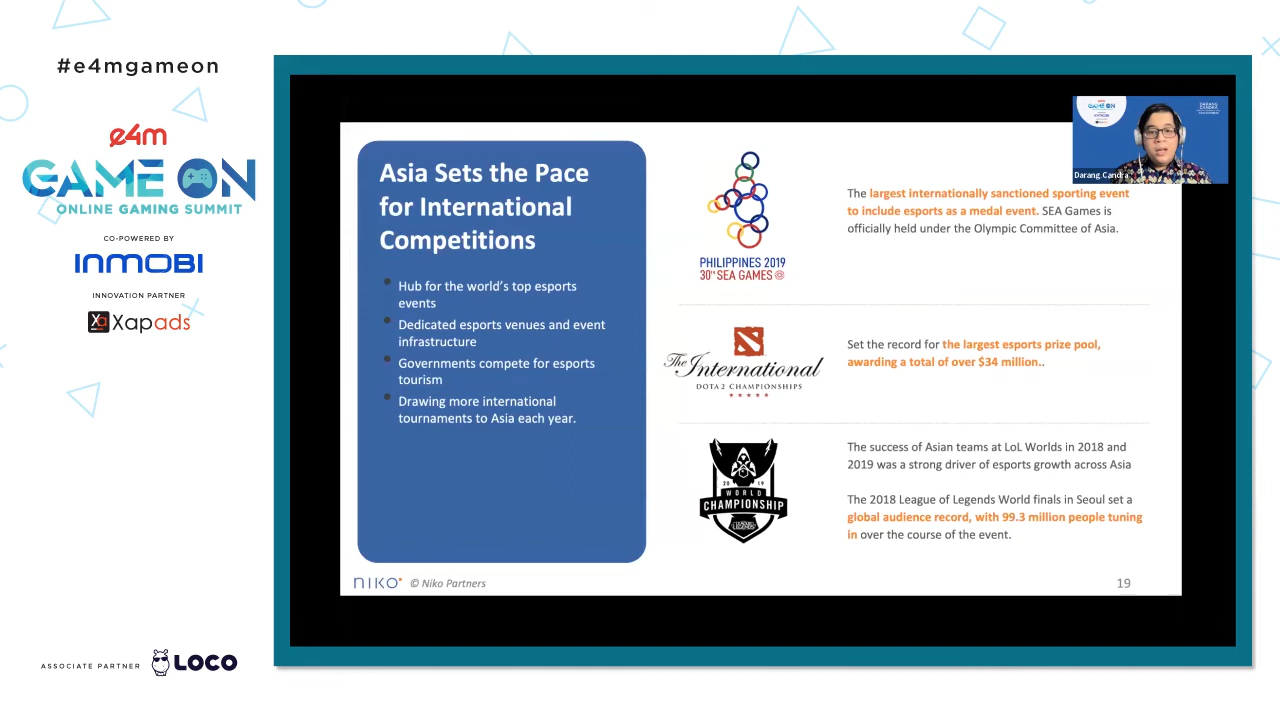 #e4mgameon
e4m
GAME ON
ONLINE GAMING SUMMIT
CO-POWERED BY
INMOBI
INNOVATION PARTNER
Xa
Xapads
ASSOCIATE PARTNER
LOCO
Asia Sets the Pace
for International
Competitions
Hub for the world's top esports
events
Dedicated esports venues and event
infrastructure
Governments compete for esports
tourism
Drawing more international
tournaments to Asia each year.
PHILIPPINES 2019
30TH SEA GAMES
The largest internationally sanctioned sporting event
to include esports as a medal event. SEA Games is
officially held under the Olympic Committee of Asia.
The International
DOTA 2 CHAMPIONSHIPS
Set the record for the largest esports prize pool,
awarding a total of over $34 million..
2019
WORLD
CHAMPIONSHIP
LEGENDS
The success of Asian teams at LoL Worlds in 2018 and
2019 was a strong driver of esports growth across Asia
The 2018 League of Legends World finals in Seoul set a
global audience record, with 99.3 million people tuning
in over the course of the event.
NIKO
© Niko Partners
19
GAME ON
INMOBI
DARANG
CANDRA
Darang Candra